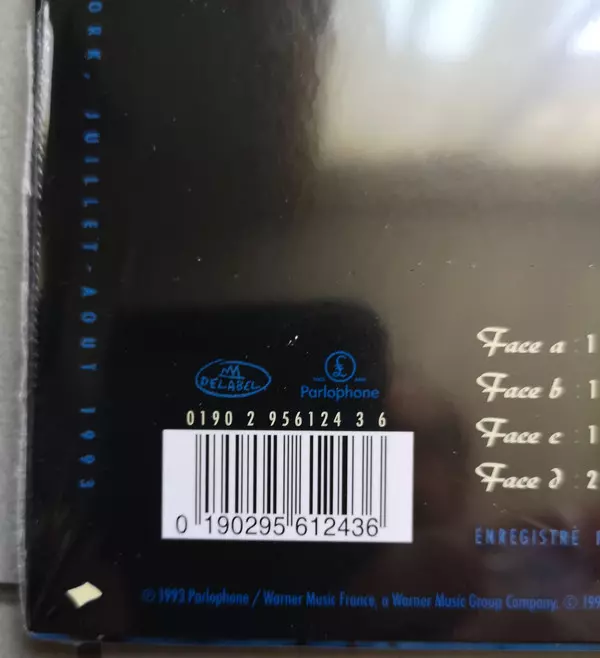 ORK, JUILLET-AOUT 1993
DELABEL
Parlophone
0190 2 956124 3 6
0 190295 612436
Face a : 1
Face b : 1
Face c : 1
Face d : 2
ENREGISTRÉ
℗ 1993 Parlophone / Warner Music France, a Warner Music Group Company. © 199